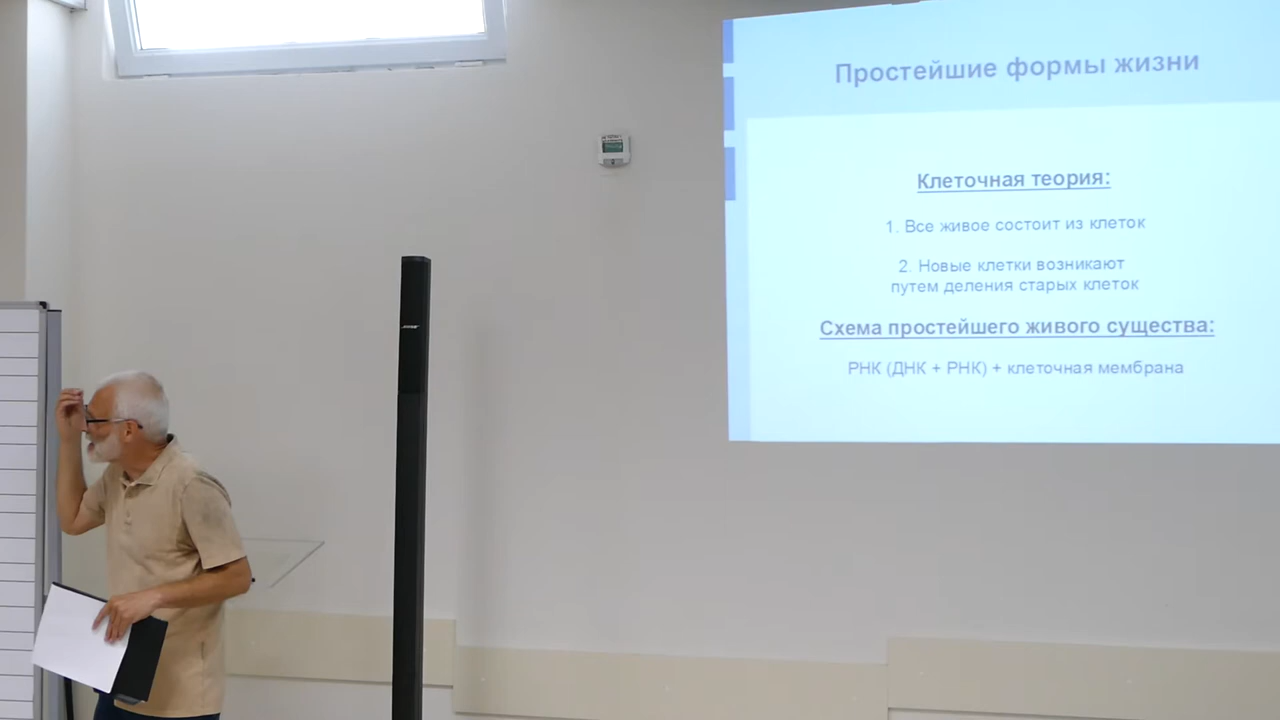 Простейшие формы жизни
Клеточная теория:
1. Все живое состоит из клеток
2. Новые клетки возникают
путем деления старых клеток
Схема простейшего живого существа:
РНК (ДНК + РНК) + клеточная мембрана
BOSE